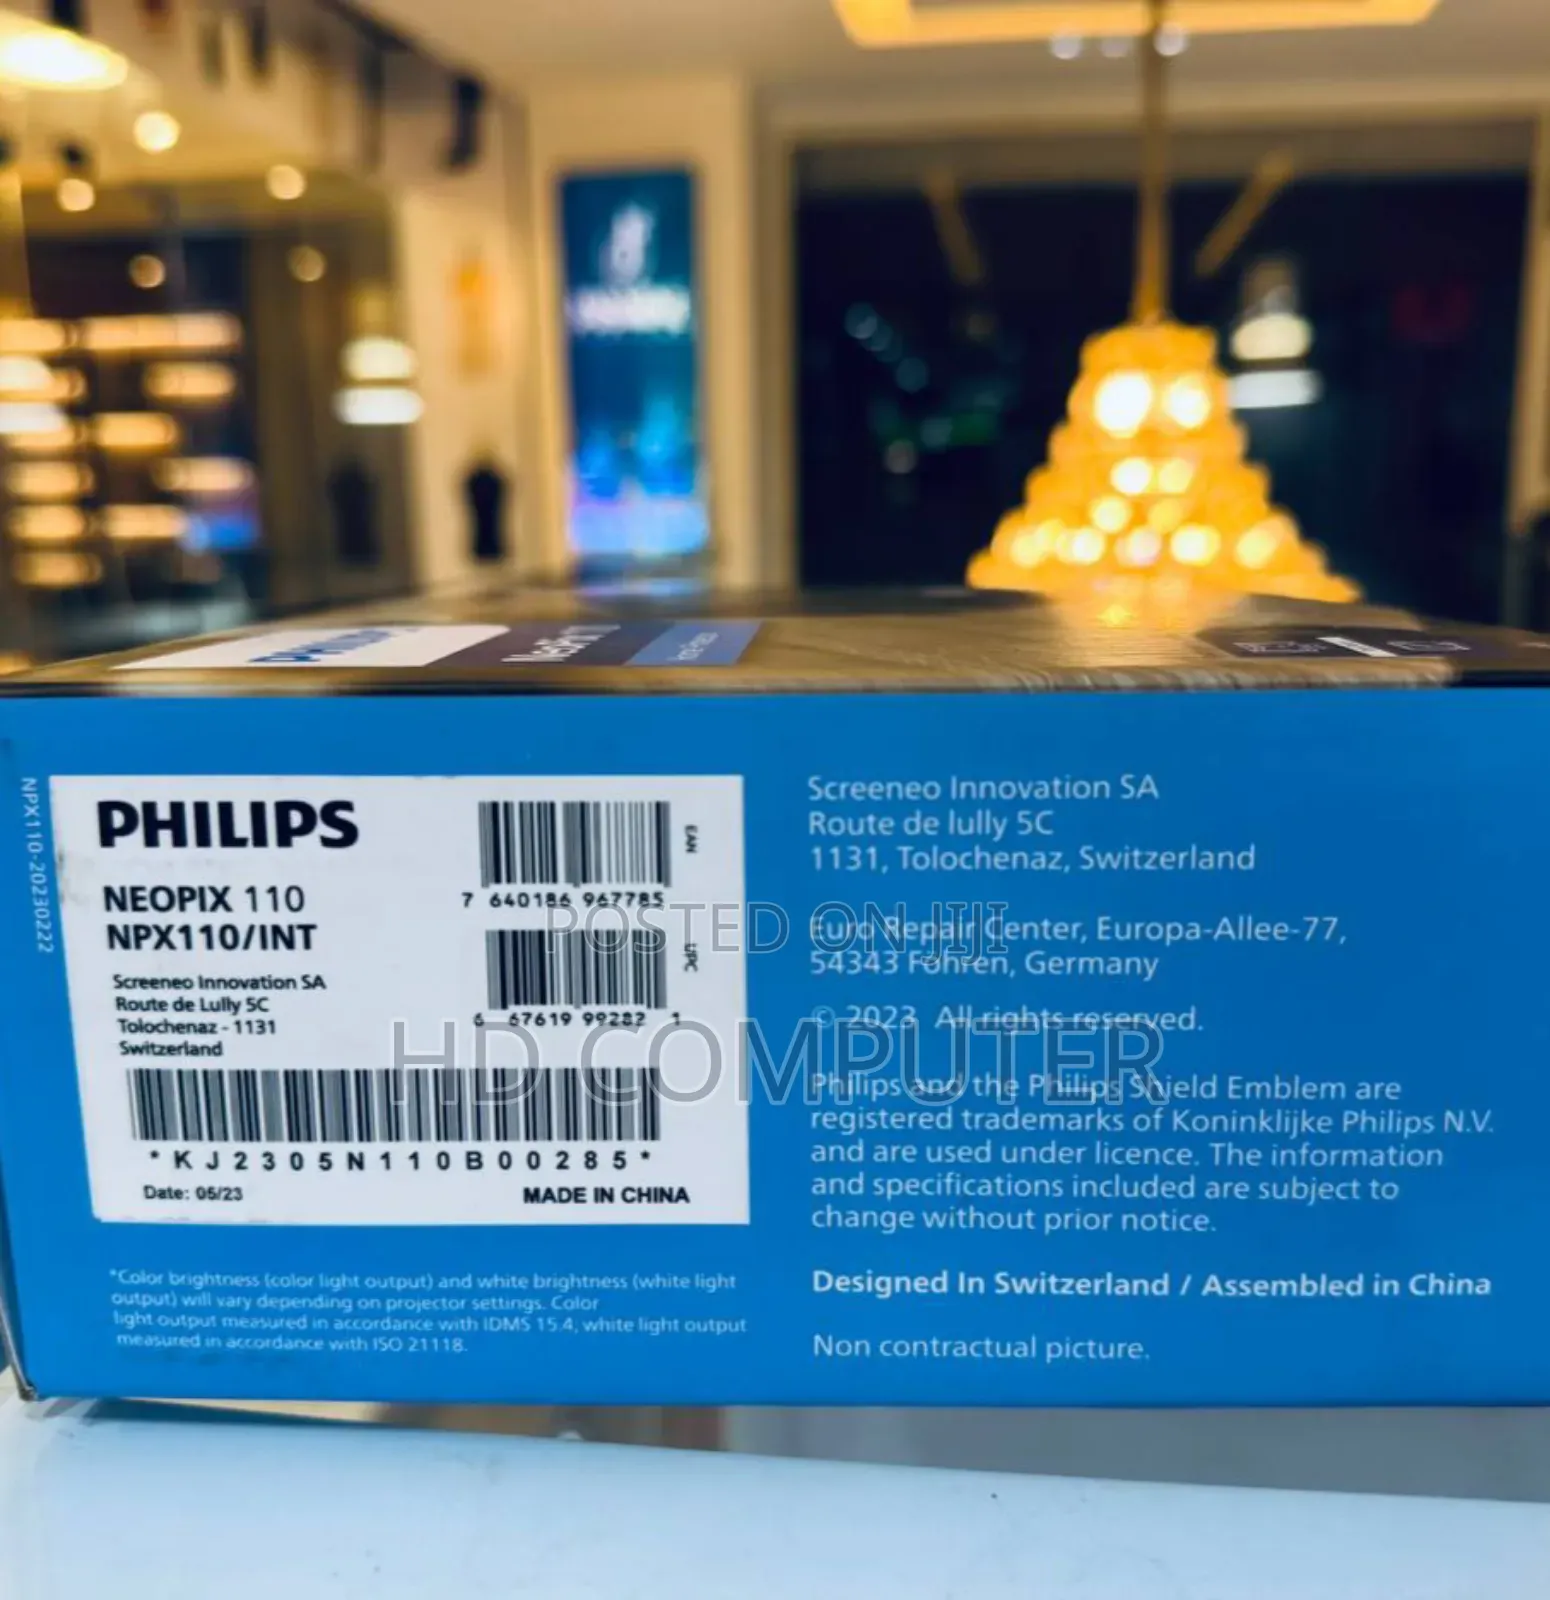 PHILIPS
NeoPix 110
NPX110-20230222
PHILIPS
NEOPIX 110
NPX110/INT
Screeneo Innovation SA
Route de Lully 5C
Tolochenaz - 1131
Switzerland
EAN
7 640186 967785
UPC
6 67619 99282 1
*KJ2305N110B00285*
Date: 05/23
MADE IN CHINA
*Color brightness (color light output) and white brightness (white light
output) will vary depending on projector settings. Color
light output measured in accordance with IDMS 15.4; white light output
measured in accordance with ISO 21118.
Screeneo Innovation SA
Route de lully 5C
1131, Tolochenaz, Switzerland
Euro Repair Center, Europa-Allee-77,
54343 Föhren, Germany
© 2023 All rights reserved.
Philips and the Philips Shield Emblem are
registered trademarks of Koninklijke Philips N.V.
and are used under licence. The information
and specifications included are subject to
change without prior notice.
Designed In Switzerland / Assembled in China
Non contractual picture.
POSTED ON JIJI
HD COMPUTER